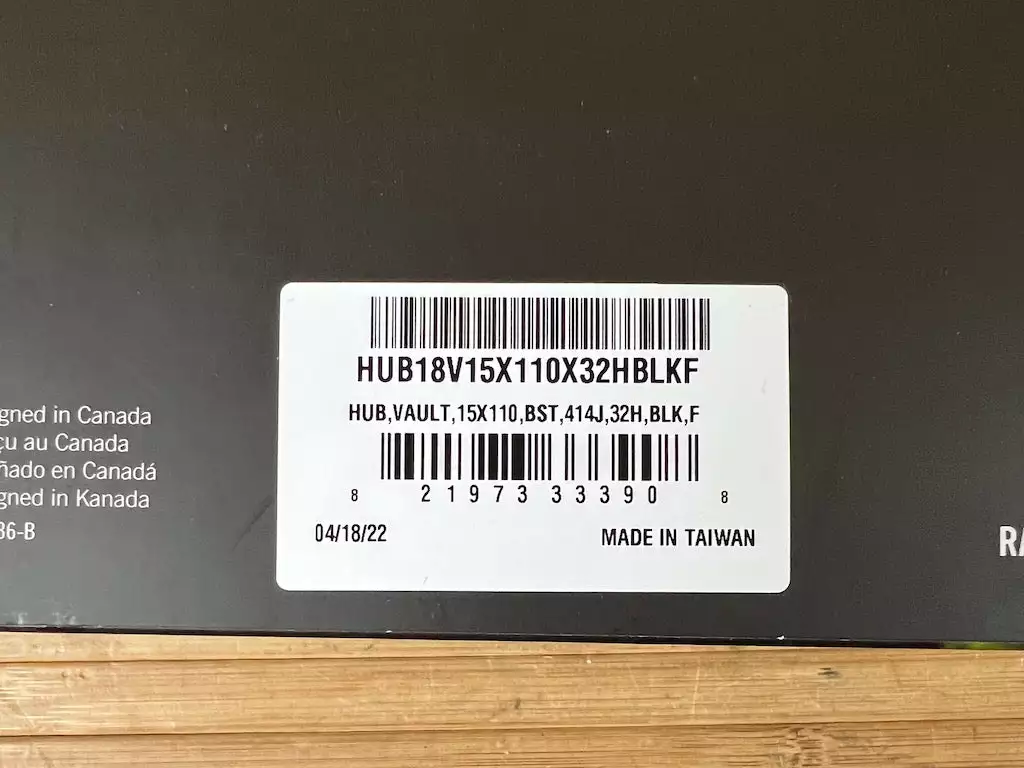 HUB18V15X110X32HBLKF
HUB,VAULT,15X110,BST,414J,32H,BLK,F
8 21973 33390 8
04/18/22
MADE IN TAIWAN
gned in Canada
çu au Canada
ñado en Canadá
gned in Kanada
36-B
RA